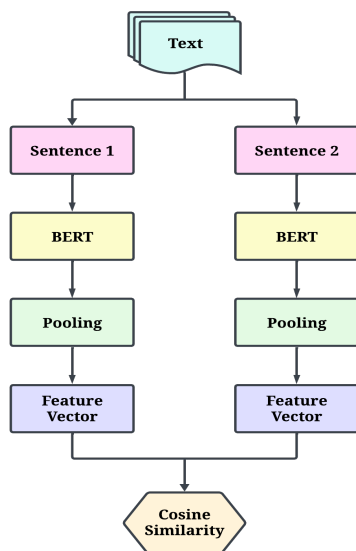 Text
Sentence 1
Sentence 2
BERT
BERT
Pooling
Pooling
Feature
Vector
Feature
Vector
Cosine
Similarity